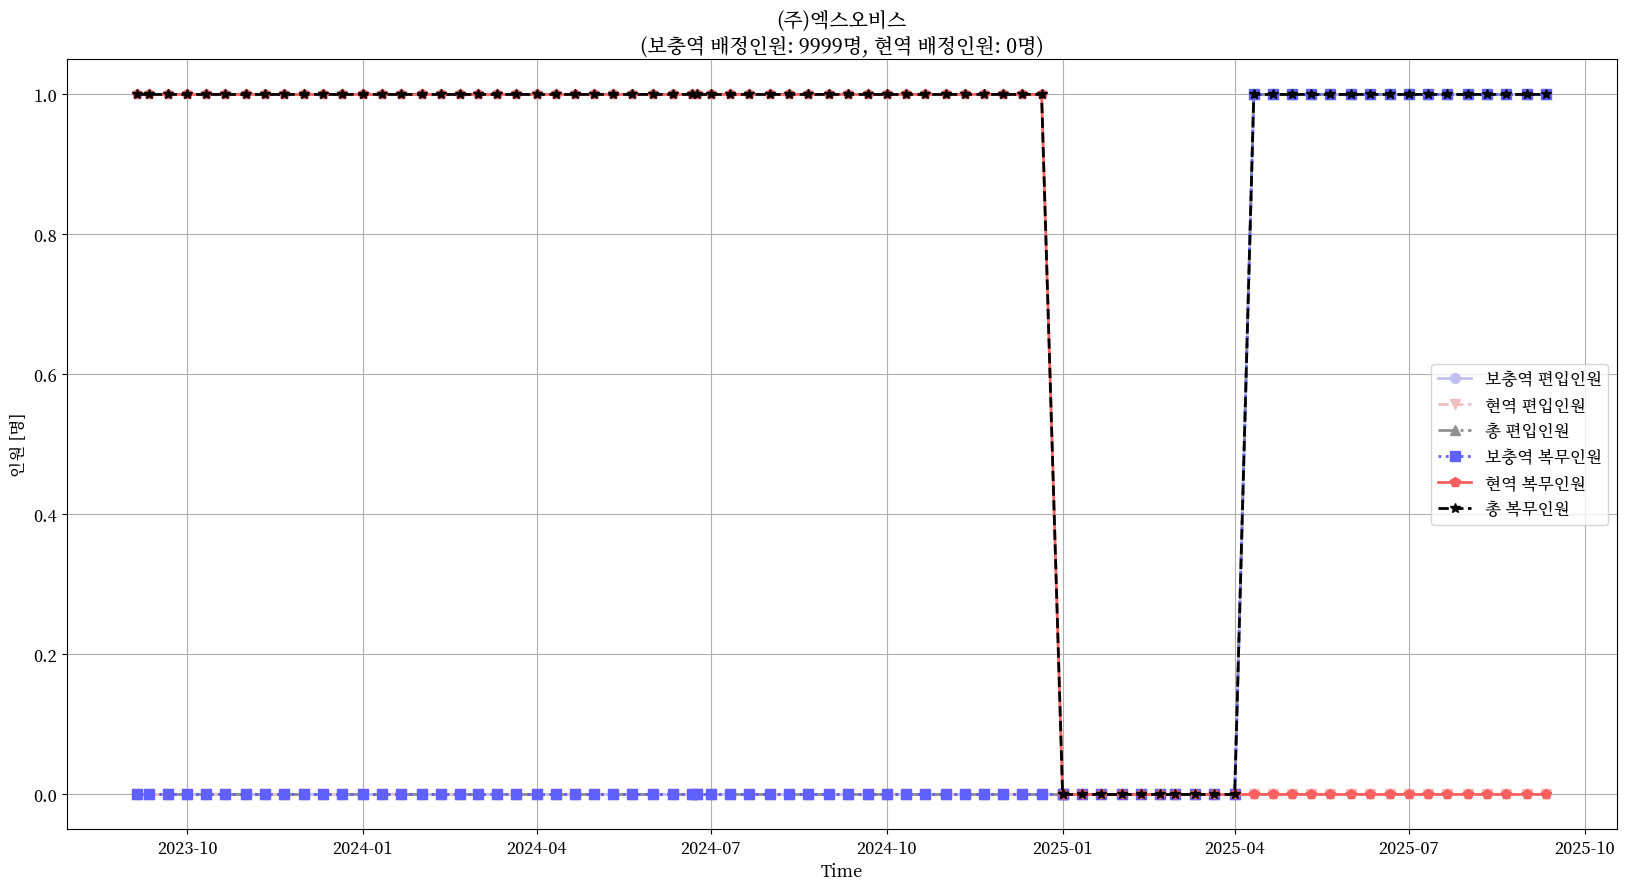 (주)엑스오비스
(보충역 배정인원: 9999명, 현역 배정인원: 0명)
인원 [명]
1.0
0.8
0.6
0.4
0.2
0.0
보충역 편입인원
현역 편입인원
총 편입인원
보충역 복무인원
현역 복무인원
총 복무인원
2023-10
2024-01
2024-04
2024-07
2024-10
2025-01
2025-04
2025-07
2025-10
Time